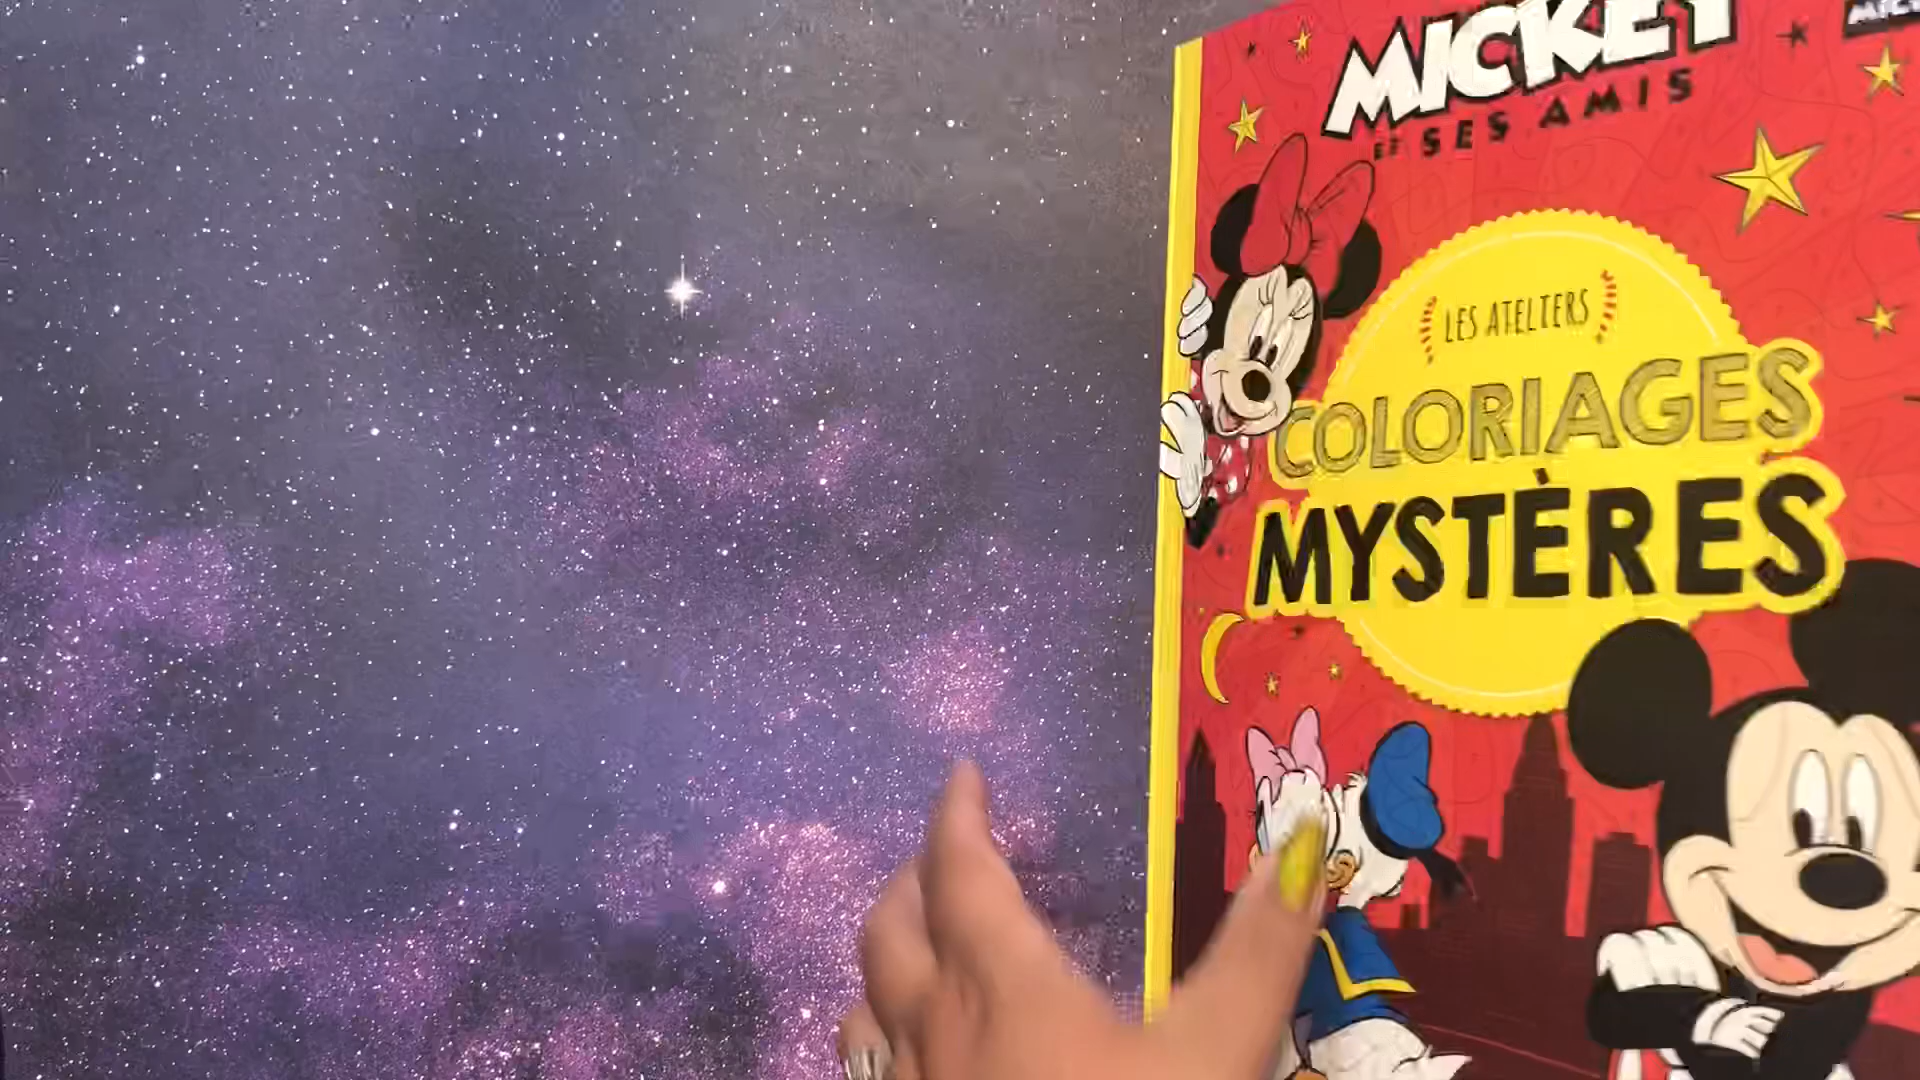 MICKEY
ET SES AMIS
LES ATELIERS
COLORIAGES
MYSTÈRES